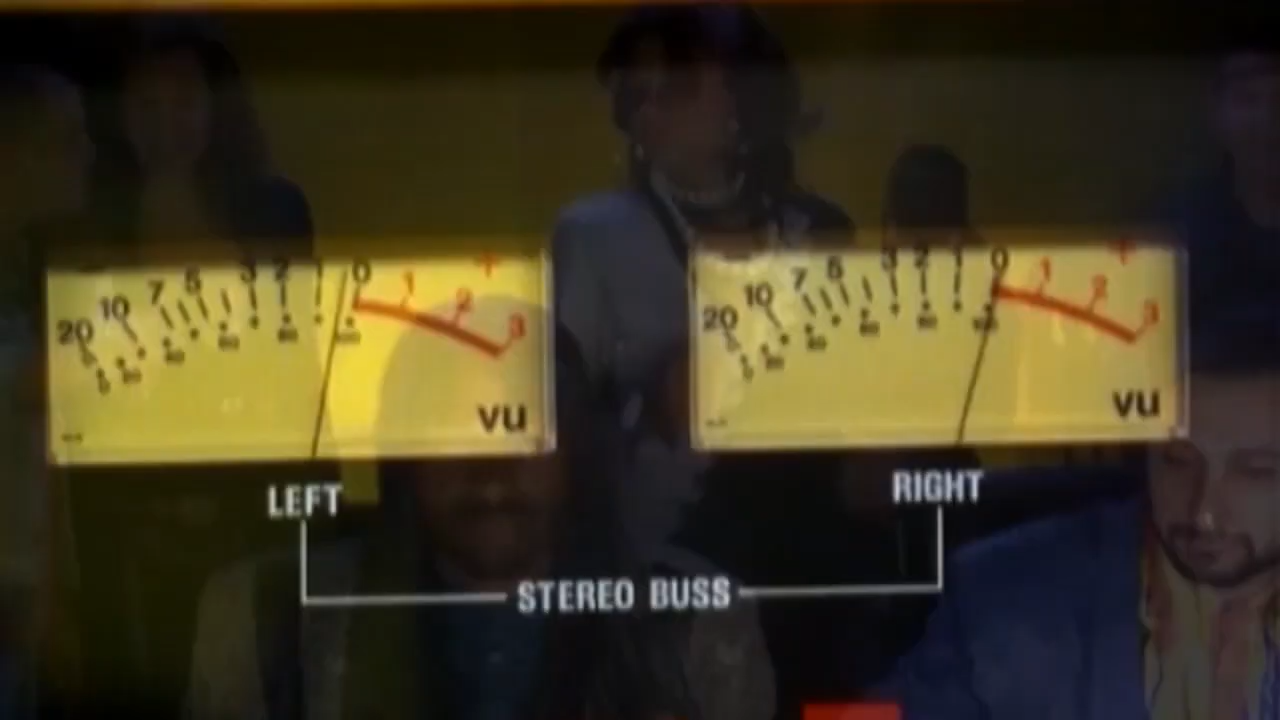 20 10 7 5 3 2 1 0 1 2 3 +
VU
20 10 7 5 3 2 1 0 1 2 3 +
VU
LEFT
RIGHT
STEREO BUSS